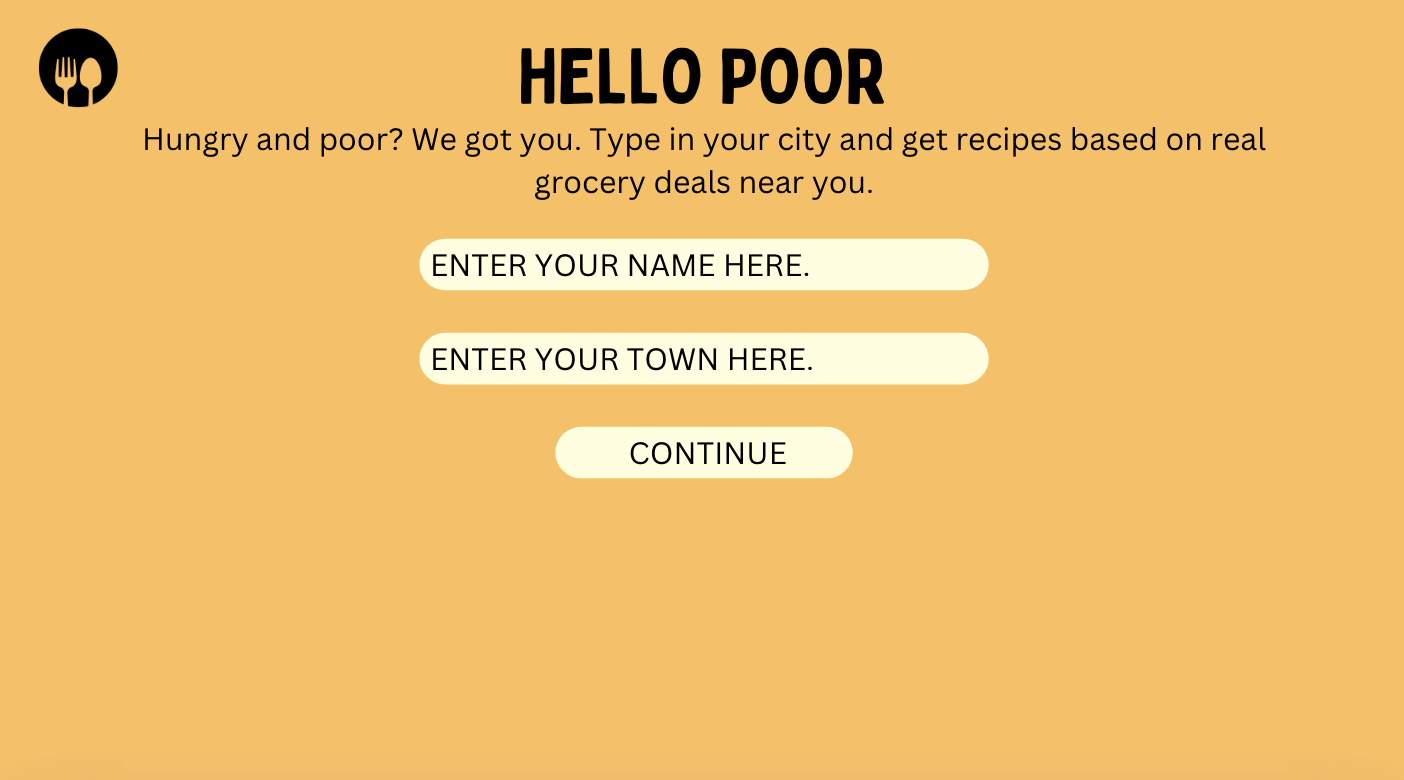 HELLO POOR
Hungry and poor? We got you. Type in your city and get recipes based on real
grocery deals near you.
ENTER YOUR NAME HERE.
ENTER YOUR TOWN HERE.
CONTINUE